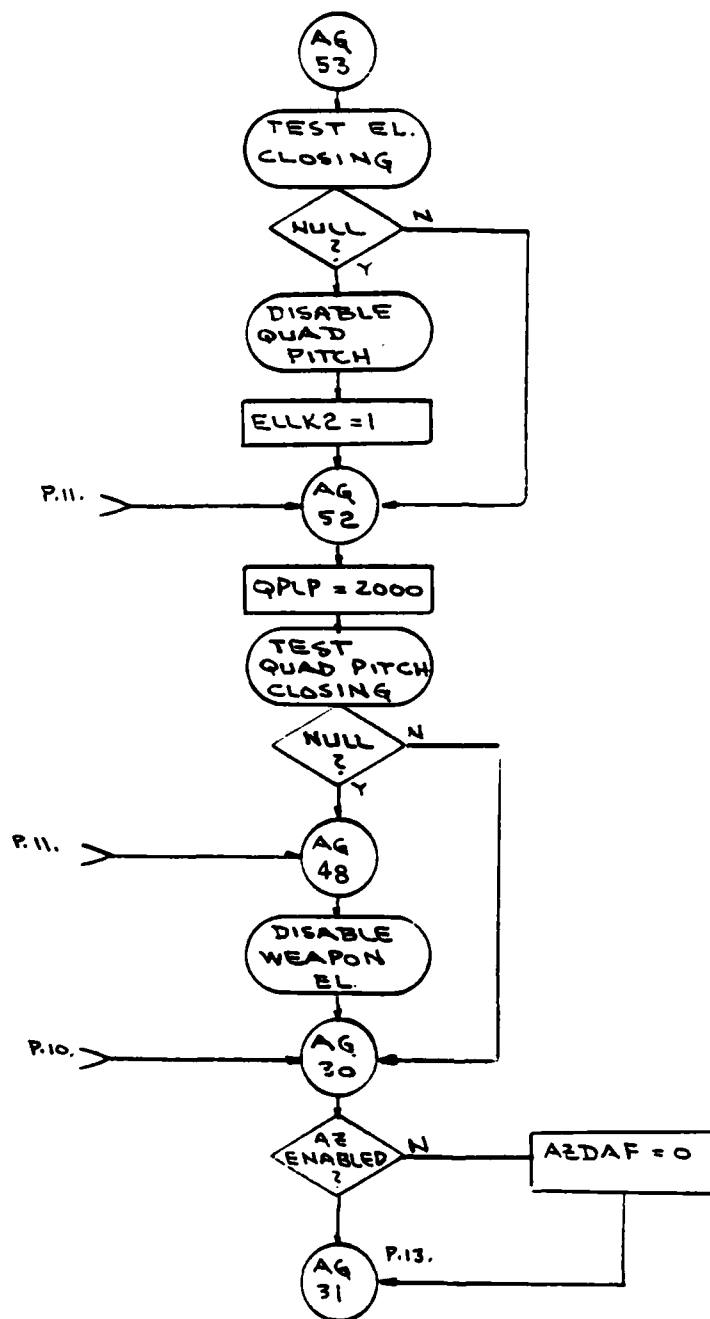 AG
53
TEST EL.
CLOSING
NULL
?
N
Y
DISABLE
QUAD
PITCH
ELLK2 = 1
P.11.
AG
52
QPLP = 2000
TEST
QUAD PITCH
CLOSING
NULL
?
N
Y
P.11.
AG
48
DISABLE
WEAPON
EL.
P.10.
AG
30
AZ
ENABLED
?
N
AZDAF = 0
AG
31
P.13.